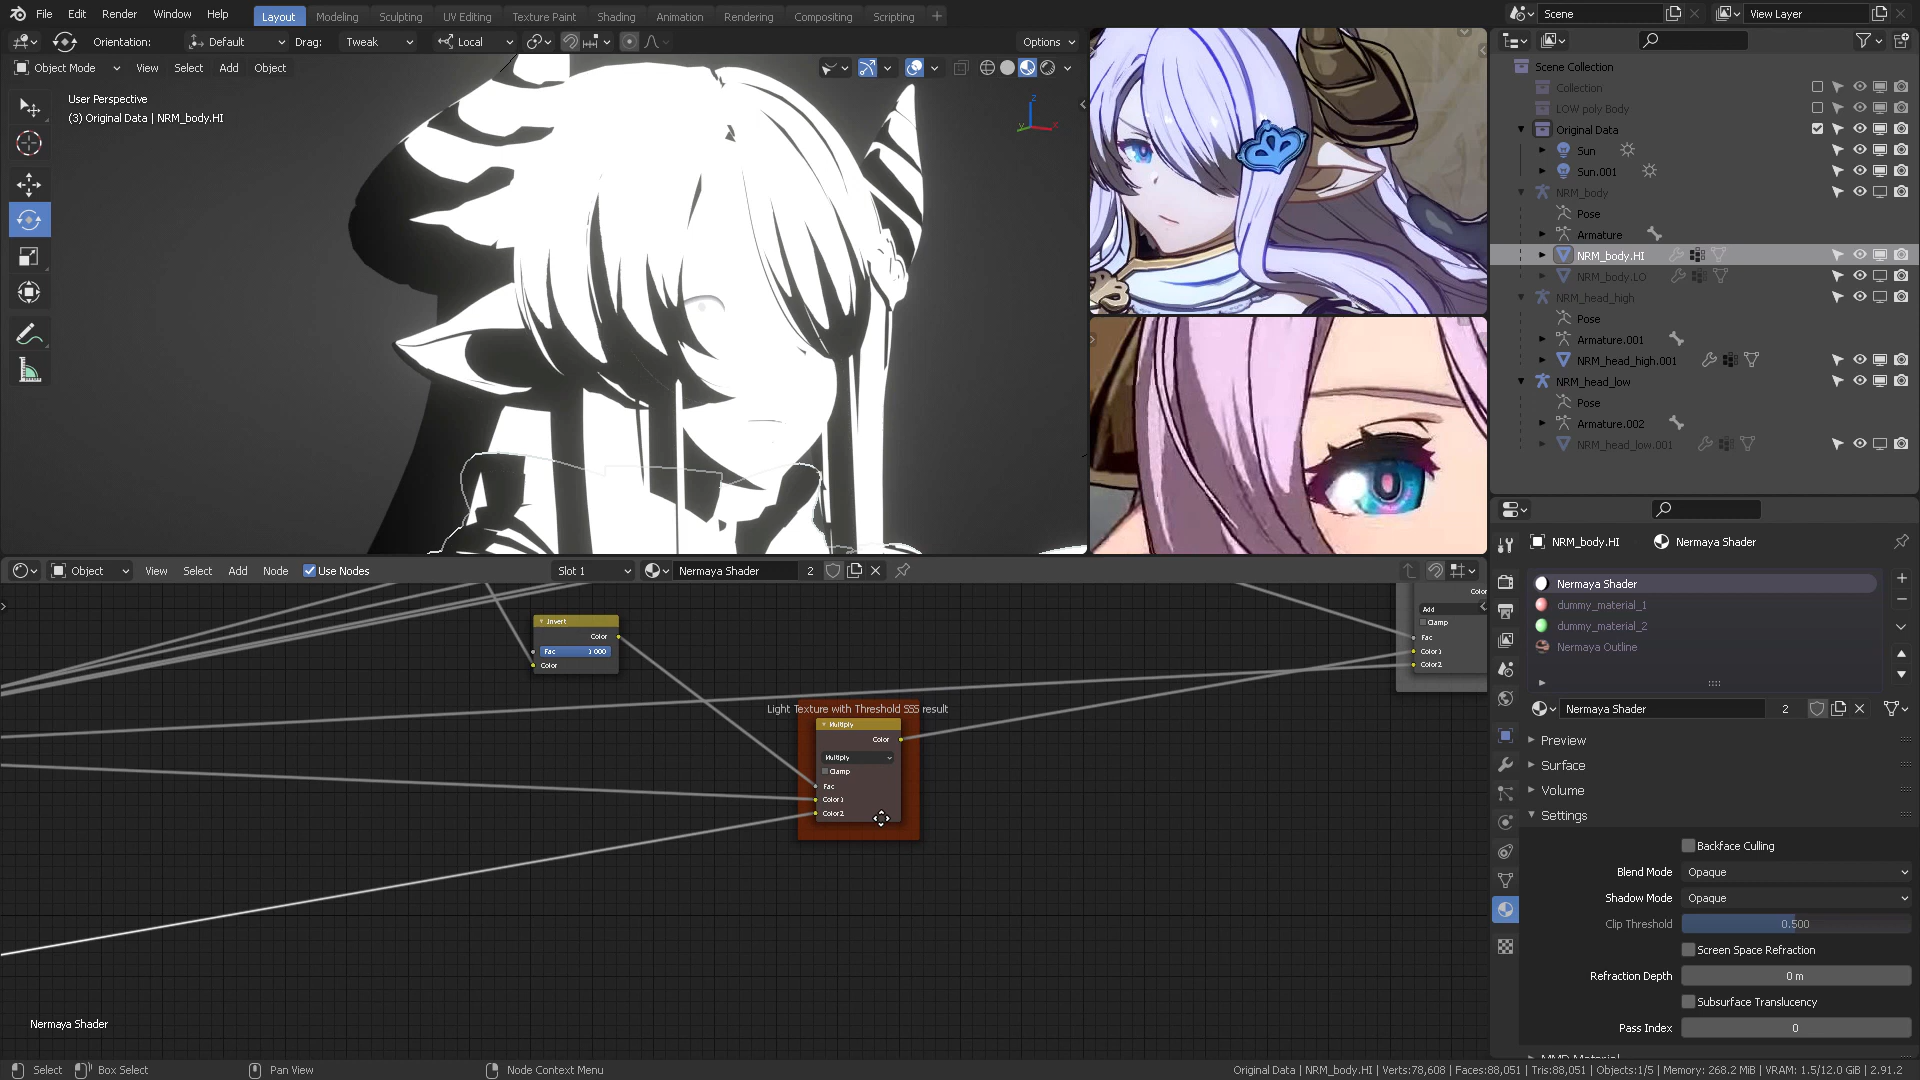 File Edit Render Window Help Layout Modeling Sculpting UV Editing Texture Paint Shading Animation Rendering Compositing Scripting Scene View Layer
Orientation: Default Drag: Tweak Local Options
Object Mode View Select Add Object
User Perspective
(3) Original Data | NRM_body.HI
Scene Collection
Collection
LOW poly Body
Original Data
Sun
Sun.001
NRM_body
Pose
Armature
NRM_body.HI
NRM_body.LO
NRM_head_high
Pose
Armature.001
NRM_head_high.001
NRM_head_low
Pose
Armature.002
NRM_head_low.001
Object View Select Add Node Use Nodes Slot 1 Nermaya Shader 2
Invert
Color
Fac 1.000
Color
Light Texture with Threshold SSS result
Multiply
Color
Multiply
Clamp
Fac
Color1
Color2
Color
Add
Clamp
Fac
Color1
Color2
Nermaya Shader
NRM_body.HI Nermaya Shader
Nermaya Shader
dummy_material_1
dummy_material_2
Nermaya Outline
Nermaya Shader 2
Preview
Surface
Volume
Settings
Backface Culling
Blend Mode Opaque
Shadow Mode Opaque
Clip Threshold 0.500
Screen Space Refraction
Refraction Depth 0 m
Subsurface Translucency
Pass Index 0
Select Box Select Pan View Node Context Menu
Original Data | NRM_body.HI | Verts:78,608 | Faces:88,051 | Tris:88,051 | Objects:1/5 | Memory: 268.2 MiB | VRAM: 1.5/12.0 GiB | 2.91.2